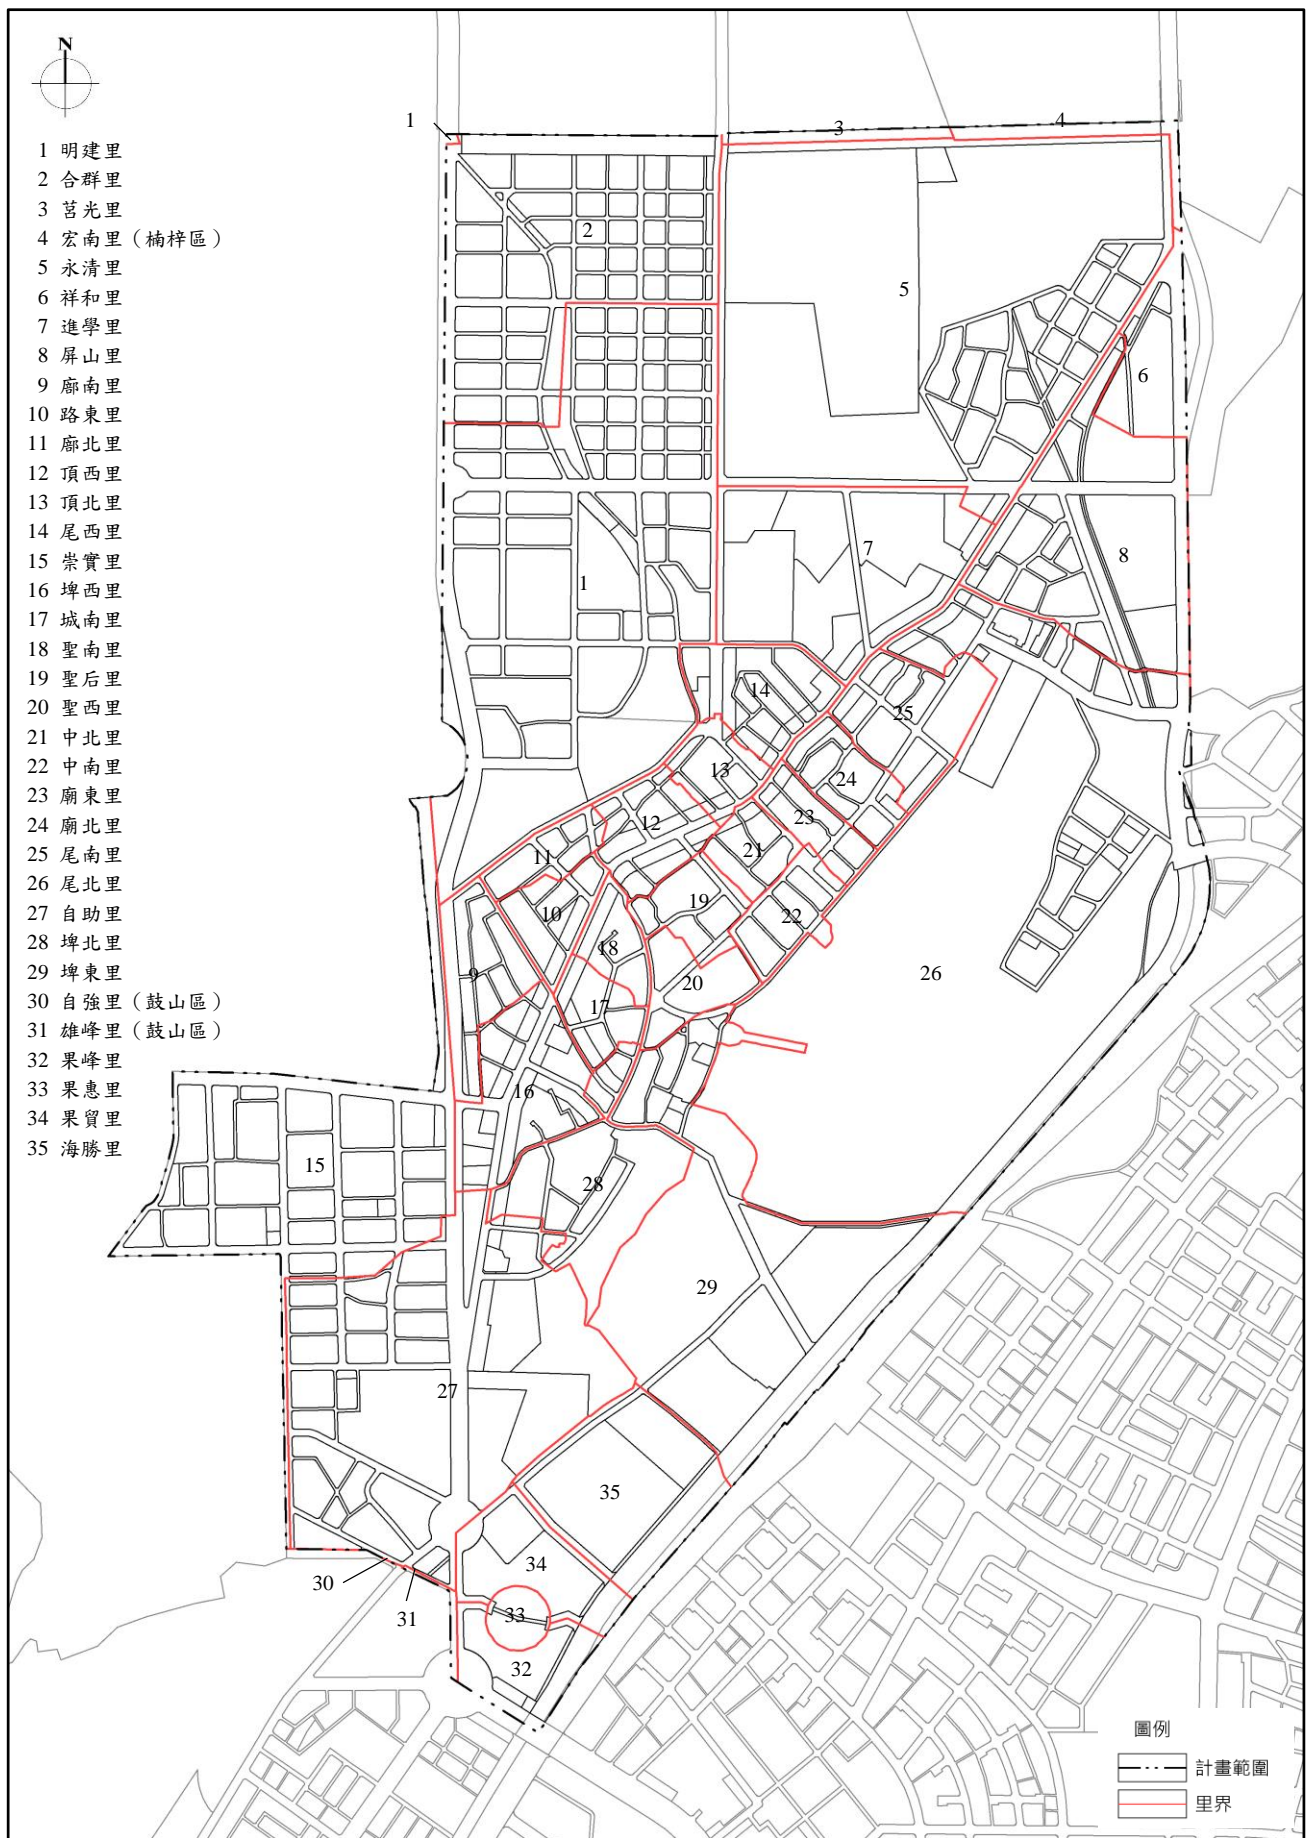 N
1 明建里
2 合群里
3 莒光里
4 宏南里（楠梓區）
5 永清里
6 祥和里
7 進學里
8 屏山里
9 廍南里
10 路東里
11 廍北里
12 頂西里
13 頂北里
14 尾西里
15 崇實里
16 埤西里
17 城南里
18 聖南里
19 聖后里
20 聖西里
21 中北里
22 中南里
23 廟東里
24 廟北里
25 尾南里
26 尾北里
27 自助里
28 埤北里
29 埤東里
30 自強里（鼓山區）
31 雄峰里（鼓山區）
32 果峰里
33 果惠里
34 果貿里
35 海勝里
1
3
4
2
5
6
7
8
1
14
25
13
24
12
23
11
21
19
10
22
18
9
20
26
17
16
15
28
29
27
35
34
30
31
33
32
圖例
計畫範圍
里界